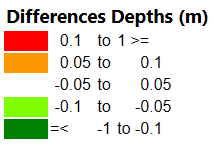 Differences Depths (m)
0.1 to 1 >=
0.05 to 0.1
-0.05 to 0.05
-0.1 to -0.05
=< -1 to -0.1